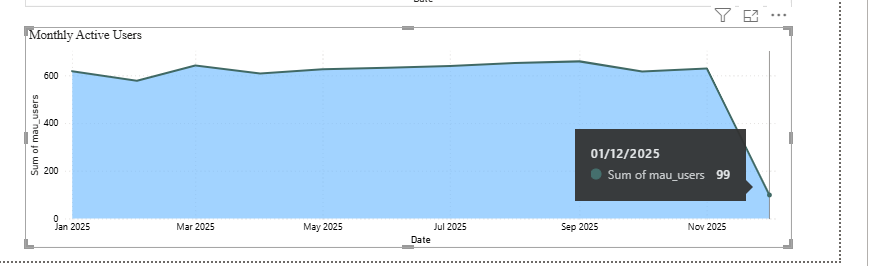 Date
Monthly Active Users
600
400
200
0
Sum of mau_users
01/12/2025
Sum of mau_users 99
Jan 2025 Mar 2025 May 2025 Jul 2025 Sep 2025 Nov 2025
Date